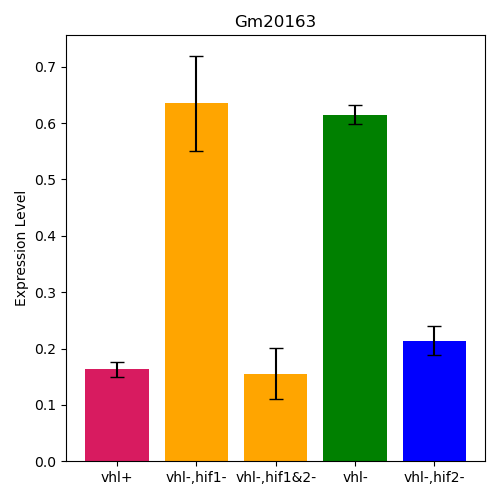 Gm20163
Expression Level
0.7
0.6
0.5
0.4
0.3
0.2
0.1
0.0
vhl+
vhl-,hif1-
vhl-,hif1&2-
vhl-
vhl-,hif2-